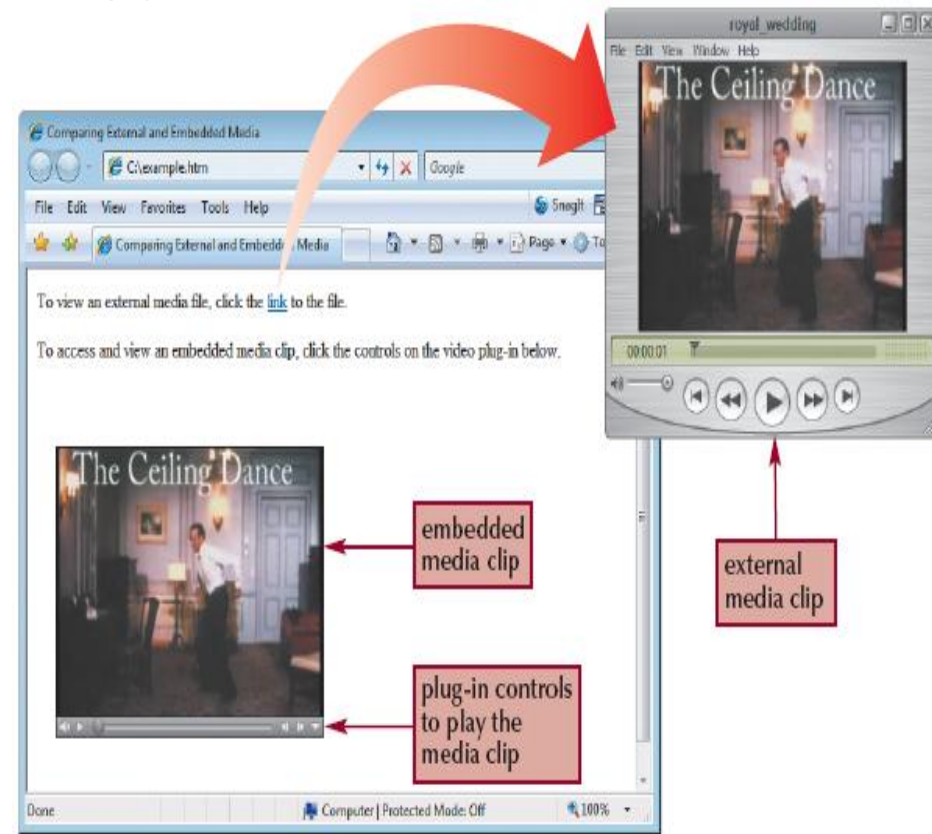 royal_wedding
File Edit View Window Help
The Ceiling Dance
00:00:01
Comparing External and Embedded Media
C:\example.htm
Google
File Edit View Favorites Tools Help
SnagIt
Comparing External and Embedded Media
Page
To
To view an external media file, click the link to the file.
To access and view an embedded media clip, click the controls on the video plug-in below.
The Ceiling Dance
embedded
media clip
external
media clip
plug-in controls
to play the
media clip
Done
Computer | Protected Mode: Off
100%